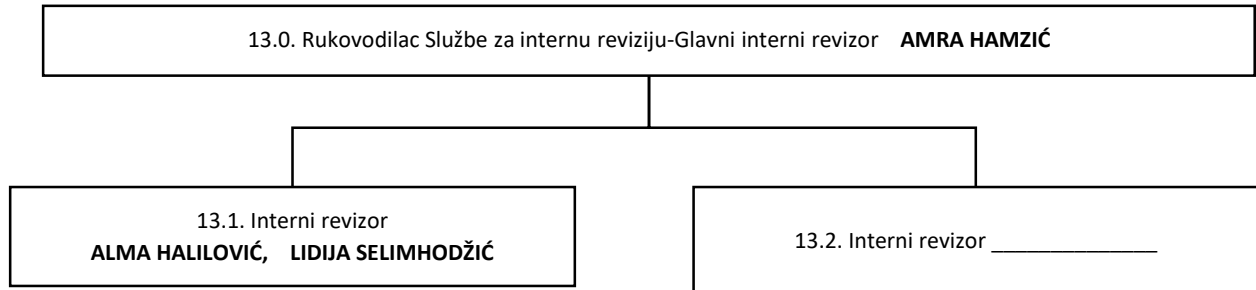 13.0. Rukovodilac Službe za internu reviziju-Glavni interni revizor AMRA HAMZIĆ
13.1. Interni revizor
ALMA HALILOVIĆ, LIDIJA SELIMHODŽIĆ
13.2. Interni revizor ______________